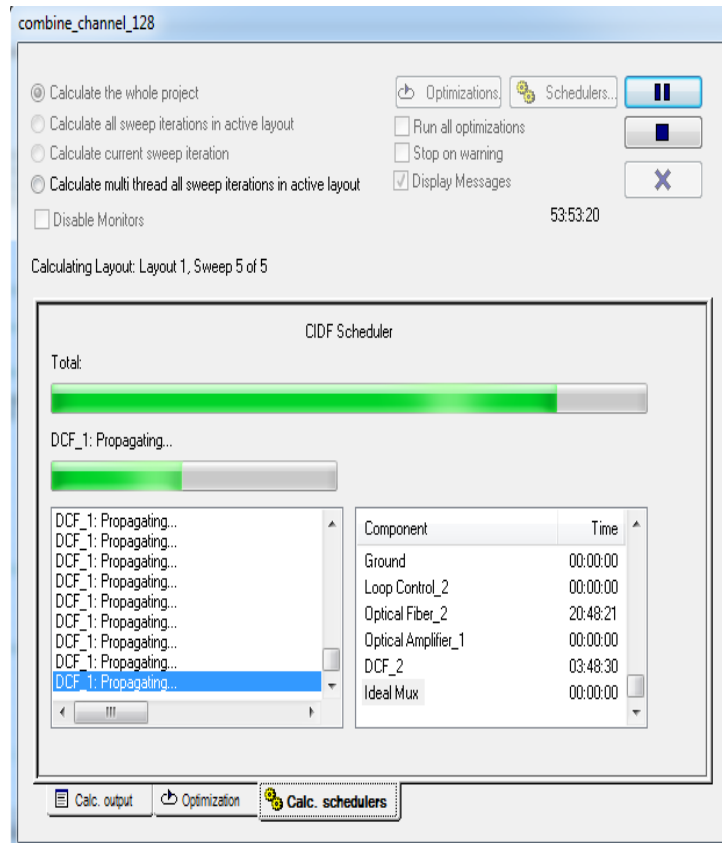 combine_channel_128
Calculate the whole project
Calculate all sweep iterations in active layout
Calculate current sweep iteration
Calculate multi thread all sweep iterations in active layout
Disable Monitors
Optimizations.
Schedulers...
Run all optimizations
Stop on warning
Display Messages
53:53:20
Calculating Layout: Layout 1, Sweep 5 of 5
CIDF Scheduler
Total:
DCF_1: Propagating...
DCF_1: Propagating...
DCF_1: Propagating...
DCF_1: Propagating...
DCF_1: Propagating...
DCF_1: Propagating...
DCF_1: Propagating...
DCF_1: Propagating...
DCF_1: Propagating...
DCF_1: Propagating...
Component Time
Ground 00:00:00
Loop Control_2 00:00:00
Optical Fiber_2 20:48:21
Optical Amplifier_1 00:00:00
DCF_2 03:48:30
Ideal Mux 00:00:00
Calc. output
Optimization
Calc. schedulers